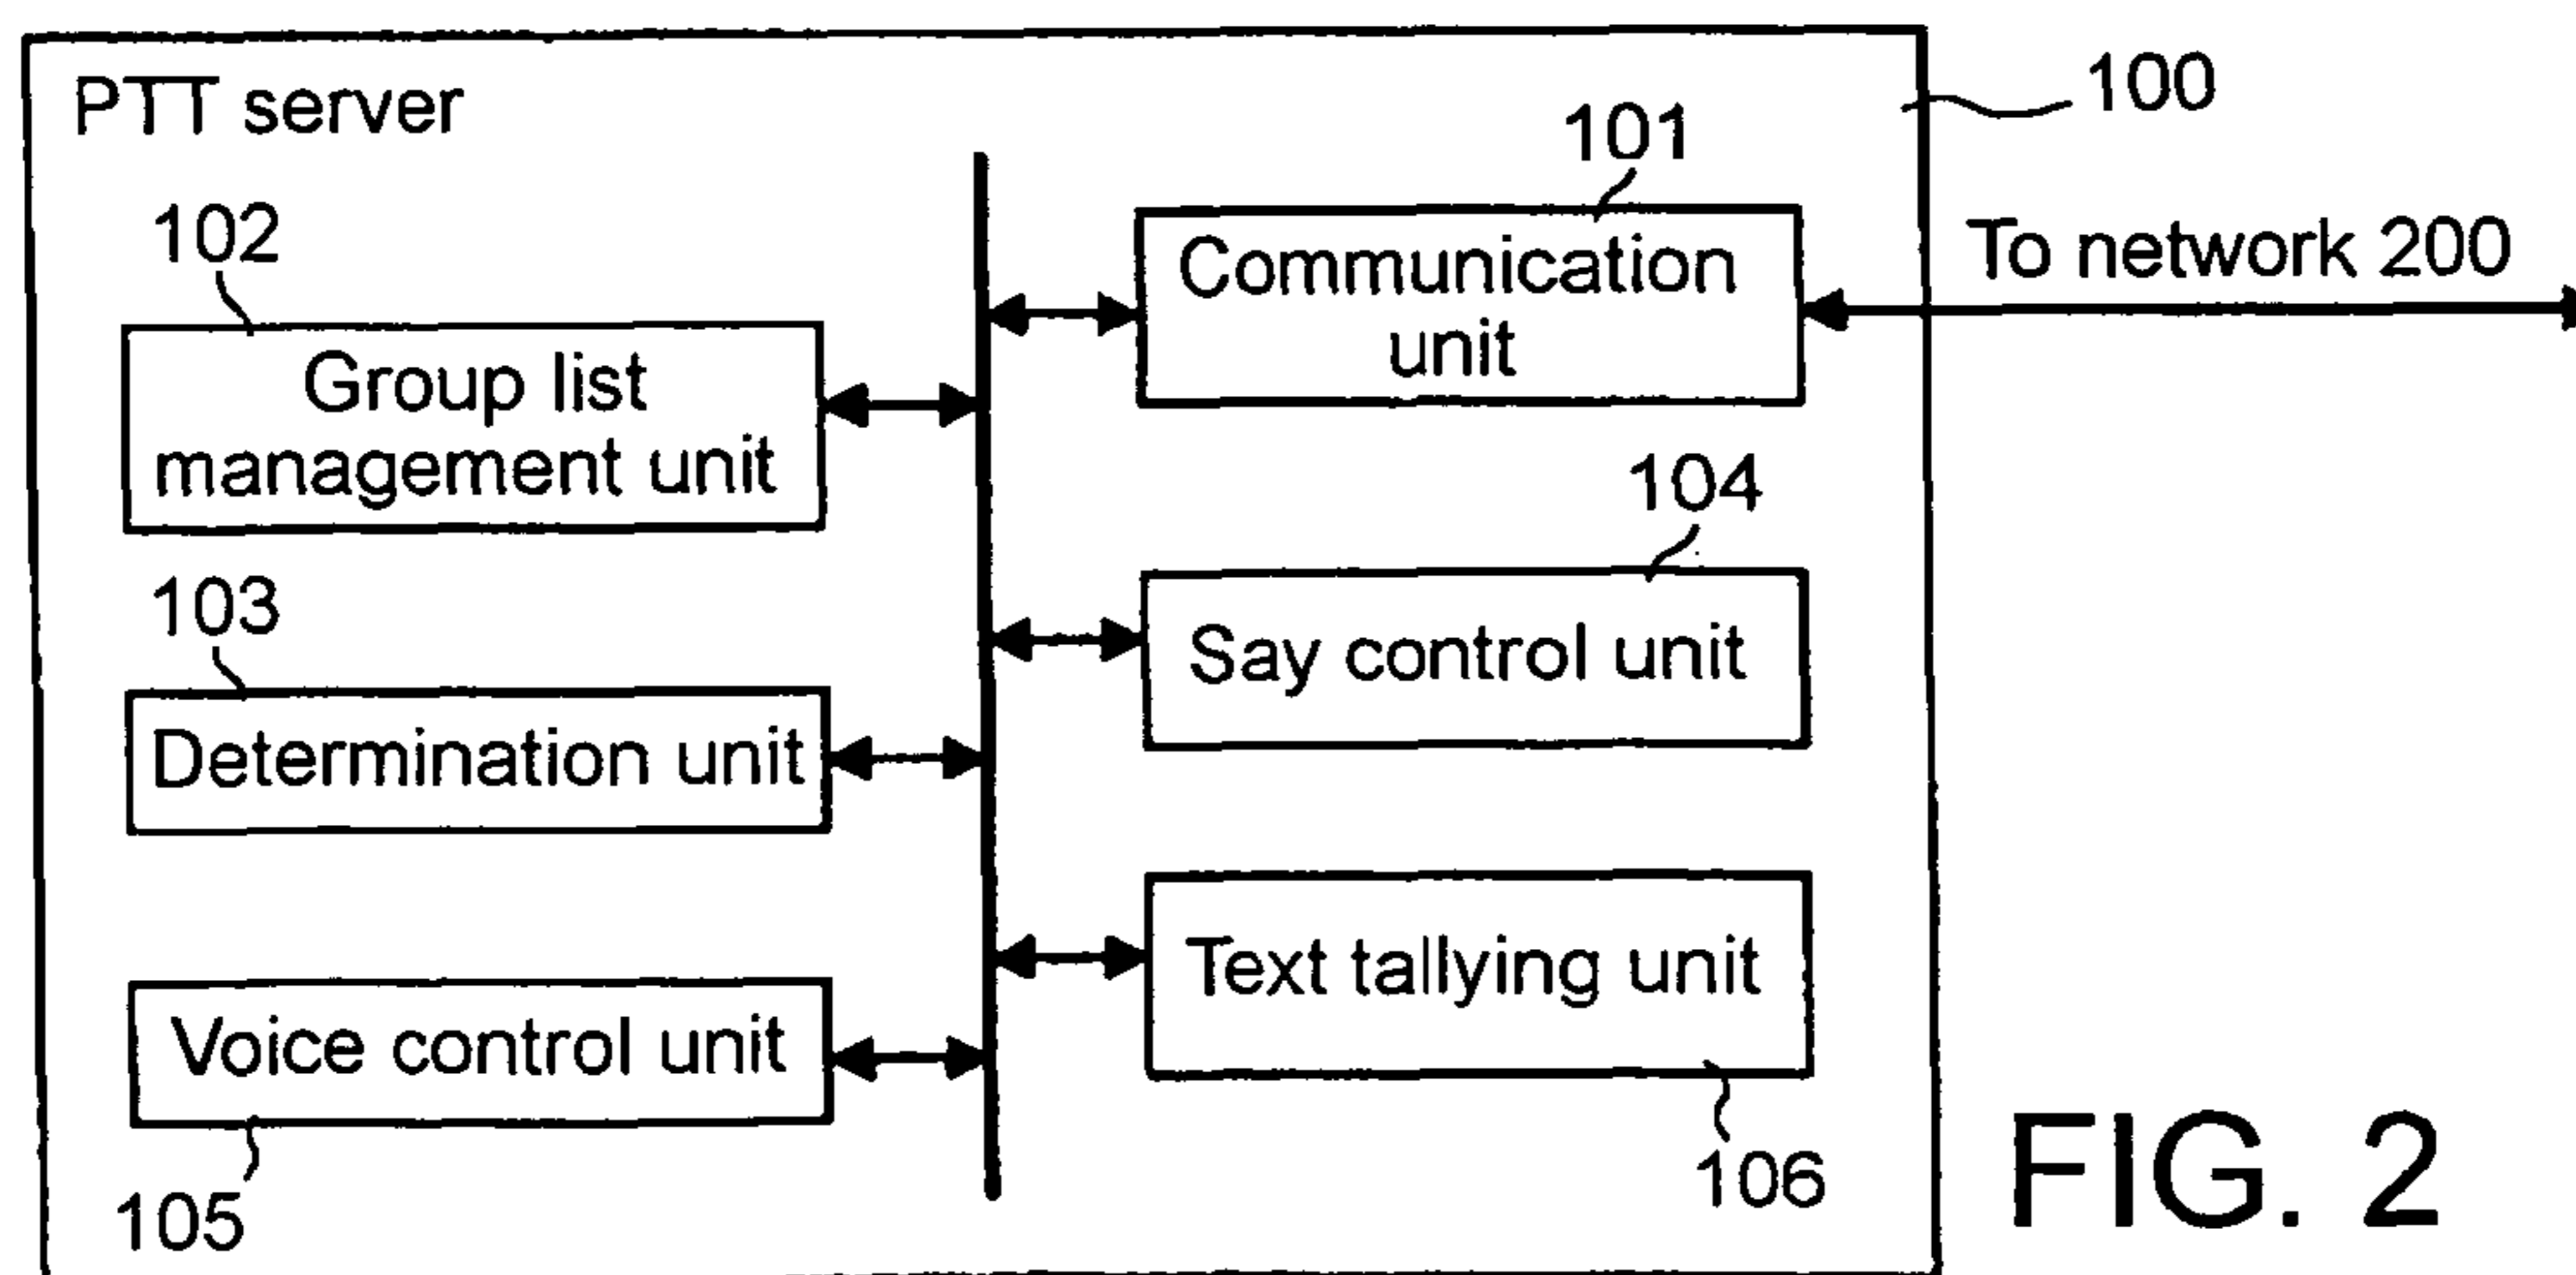 PTT server
100
101
Communication
unit
To network 200
102
Group list
management unit
104
Say control unit
103
Determination unit
Text tallying unit
106
Voice control unit
105
FIG. 2